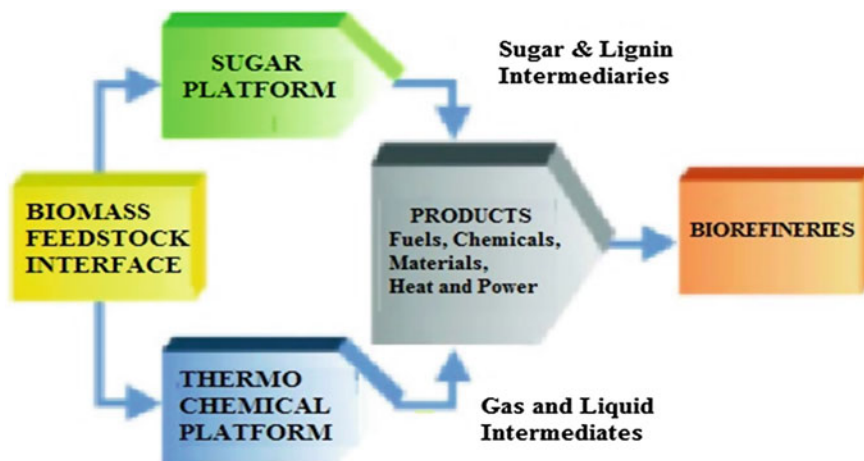 SUGAR
PLATFORM
Sugar & Lignin
Intermediaries
BIOMASS
FEEDSTOCK
INTERFACE
PRODUCTS
Fuels, Chemicals,
Materials,
Heat and Power
BIOREFINERIES
THERMO
CHEMICAL
PLATFORM
Gas and Liquid
Intermediates